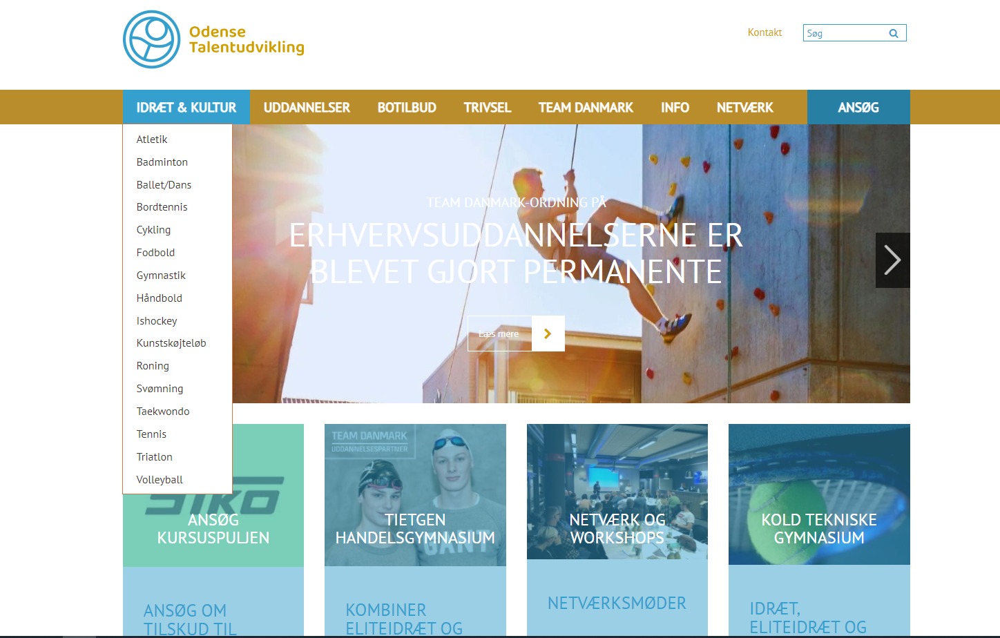 Odense
Talentudvikling
Kontakt
Søg
IDRÆT & KULTUR
UDDANNELSER
BOTILBUD
TRIVSEL
TEAM DANMARK
INFO
NETVÆRK
ANSØG
Atletik
Badminton
Ballet/Dans
Bordtennis
Cykling
Fodbold
Gymnastik
Håndbold
Ishockey
Kunstskøjteløb
Roning
Svømning
Taekwondo
Tennis
Triatlon
Volleyball
TEAM DANMARK-ORDNING PÅ
ERHVERVSUDDANNELSERNE ER
BLEVET GJORT PERMANENTE
Læs mere
SIKO
ANSØG
KURSUSPULJEN
ANSØG OM
TILSKUD TIL
TEAM DANMARK
UDDANNELSESPARTNER
TIETGEN
HANDELSGYMNASIUM
GANT
KOMBINER
ELITEIDRÆT OG
NETVÆRK OG
WORKSHOPS
NETVÆRKSMØDER
KOLD TEKNISKE
GYMNASIUM
IDRÆT,
ELITEIDRÆT OG